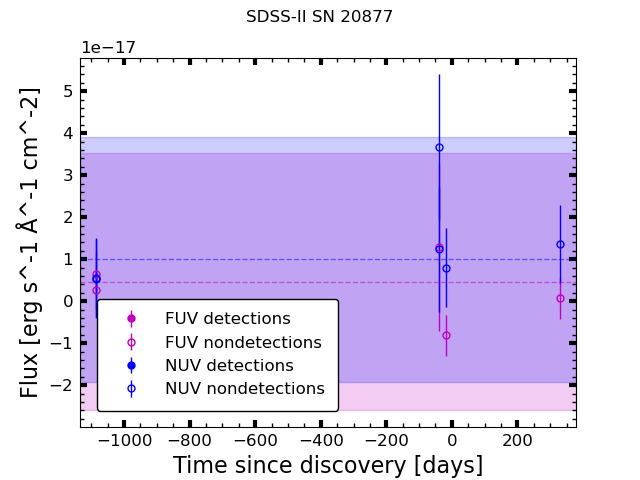 SDSS-II SN 20877
1e−17
Flux [erg s^-1 Å^-1 cm^-2]
5
4
3
2
1
0
−1
−2
FUV detections
FUV nondetections
NUV detections
NUV nondetections
−1000 −800 −600 −400 −200 0 200
Time since discovery [days]